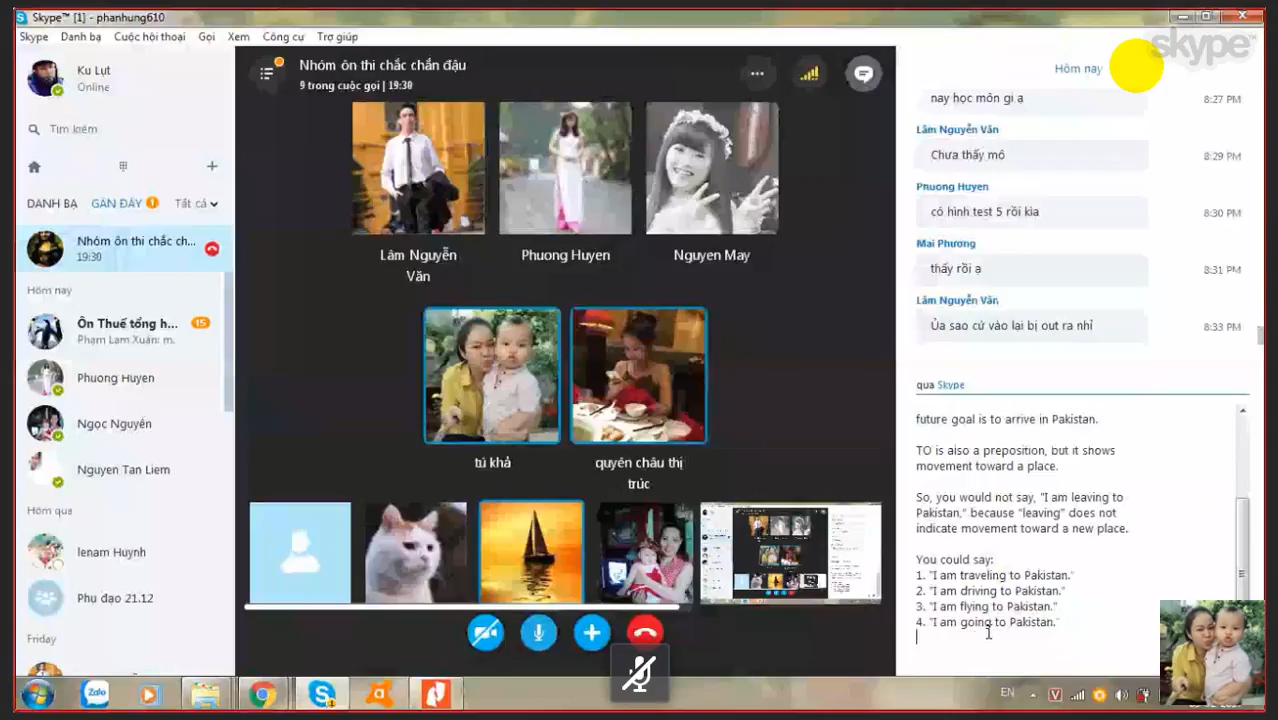 Skype™ [1] - phanhung610
Skype Danh bạ Cuộc hội thoại Gọi Xem Công cụ Trợ giúp
Ku Lụt
Online
Tìm kiếm
DANH BẠ GẦN ĐÂY 1 Tất cả
Nhóm ôn thi chắc ch...
19:30
Hôm nay
Ôn Thuế tổng h... 15
Phạm Lam Xuân: m.
Phuong Huyen
Ngọc Nguyễn
Nguyen Tan Liem
Hôm qua
lenam Huỳnh
Phụ đạo 21.12
Friday
Nhóm ôn thi chắc chắn đậu
9 trong cuộc gọi | 19:30
Lâm Nguyễn
Văn
Phuong Huyen
Nguyen May
tú khả
quyên châu thị
trúc
skype™
Hôm nay
nay học môn gi ạ 8:27 PM
Lâm Nguyễn Văn
Chưa thấy mô 8:29 PM
Phuong Huyen
có hình test 5 rồi kìa 8:30 PM
Mai Phương
thấy rồi ạ 8:31 PM
Lâm Nguyễn Văn
Ủa sao cứ vào lại bị out ra nhỉ 8:33 PM
qua Skype
future goal is to arrive in Pakistan.
TO is also a preposition, but it shows
movement toward a place.
So, you would not say, "I am leaving to
Pakistan," because "leaving" does not
indicate movement toward a new place.
You could say:
1. "I am traveling to Pakistan."
2. "I am driving to Pakistan."
3. "I am flying to Pakistan."
4. "I am going to Pakistan."
Zalo
EN